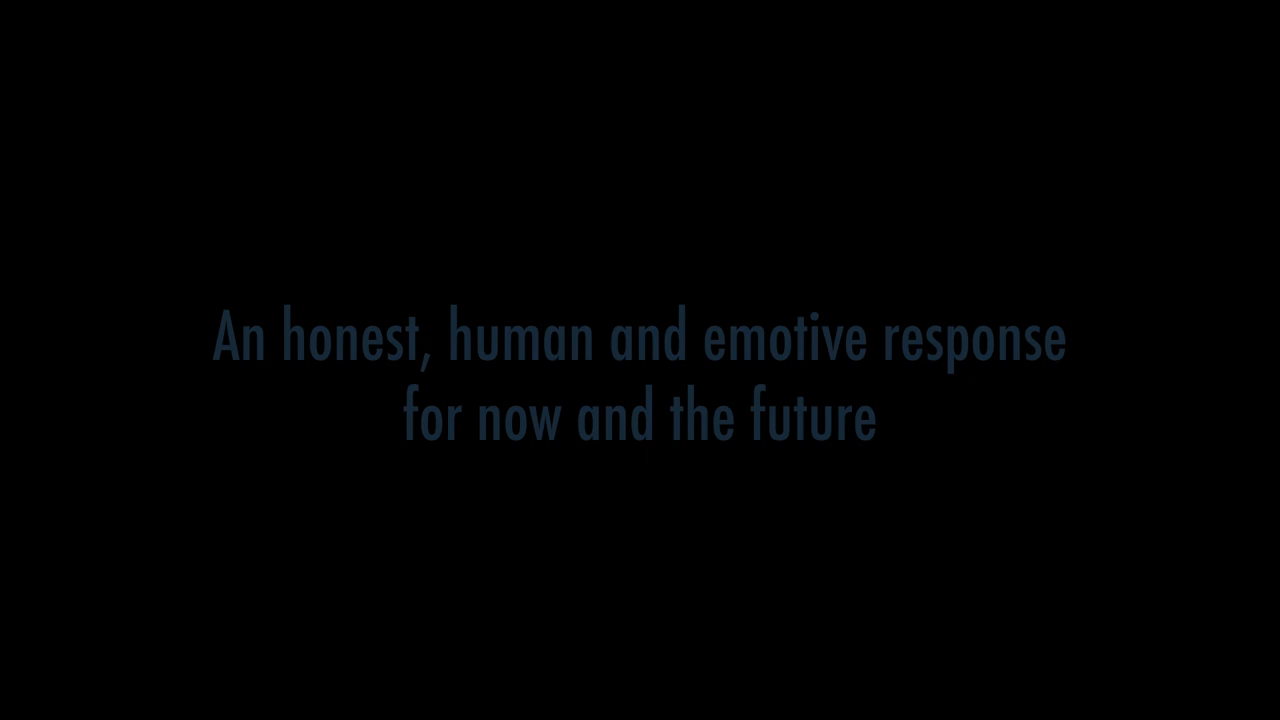 An honest, human and emotive response
for now and the future